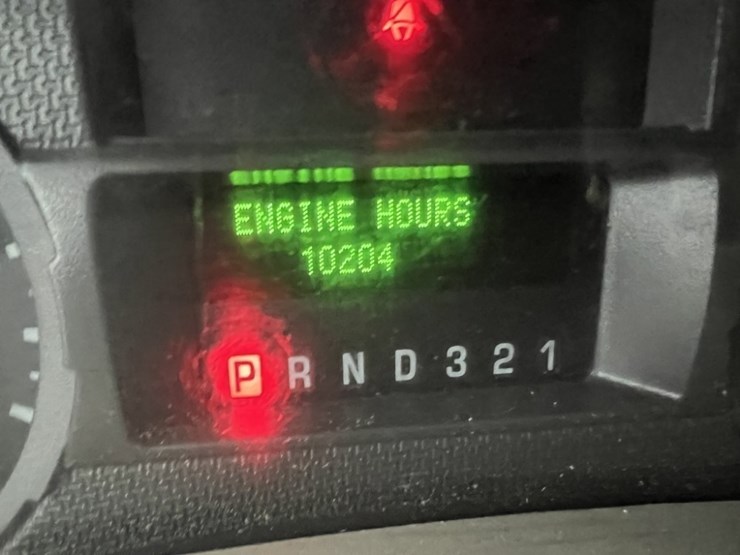 ENGINE HOURS
10204
P R N D 3 2 1